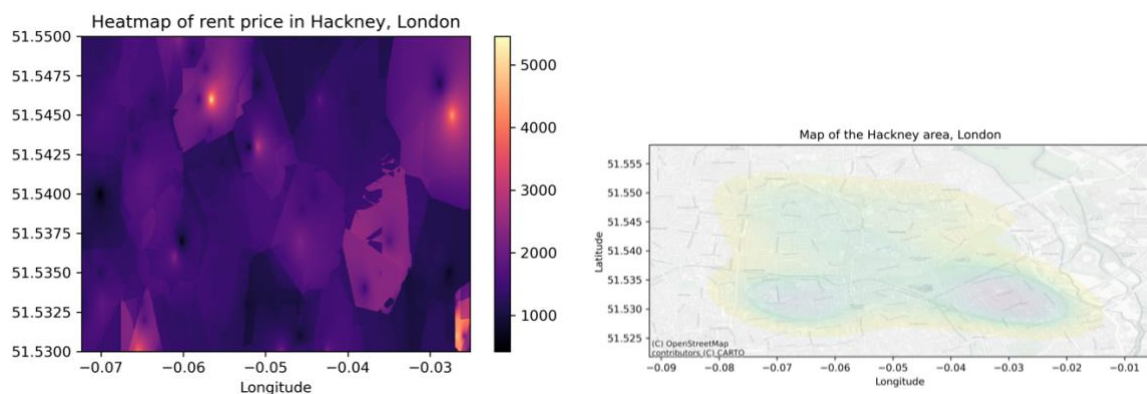 Heatmap of rent price in Hackney, London
51.5500
51.5475
51.5450
51.5425
51.5400
51.5375
51.5350
51.5325
51.5300
−0.07 −0.06 −0.05 −0.04 −0.03
Longitude
5000
4000
3000
2000
1000
Map of the Hackney area, London
Latitude
51.555
51.550
51.545
51.540
51.535
51.530
51.525
(C) OpenStreetMap
contributors (C) CARTO
−0.09 −0.08 −0.07 −0.06 −0.05 −0.04 −0.03 −0.02 −0.01
Longitude